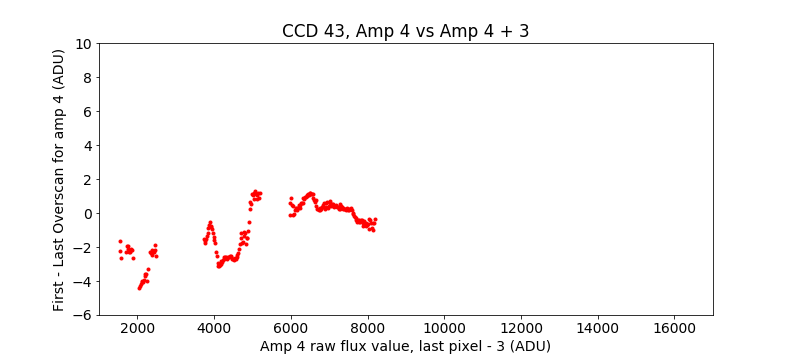 CCD 43, Amp 4 vs Amp 4 + 3
First - Last Overscan for amp 4 (ADU)
10
8
6
4
2
0
−2
−4
−6
2000 4000 6000 8000 10000 12000 14000 16000
Amp 4 raw flux value, last pixel - 3 (ADU)